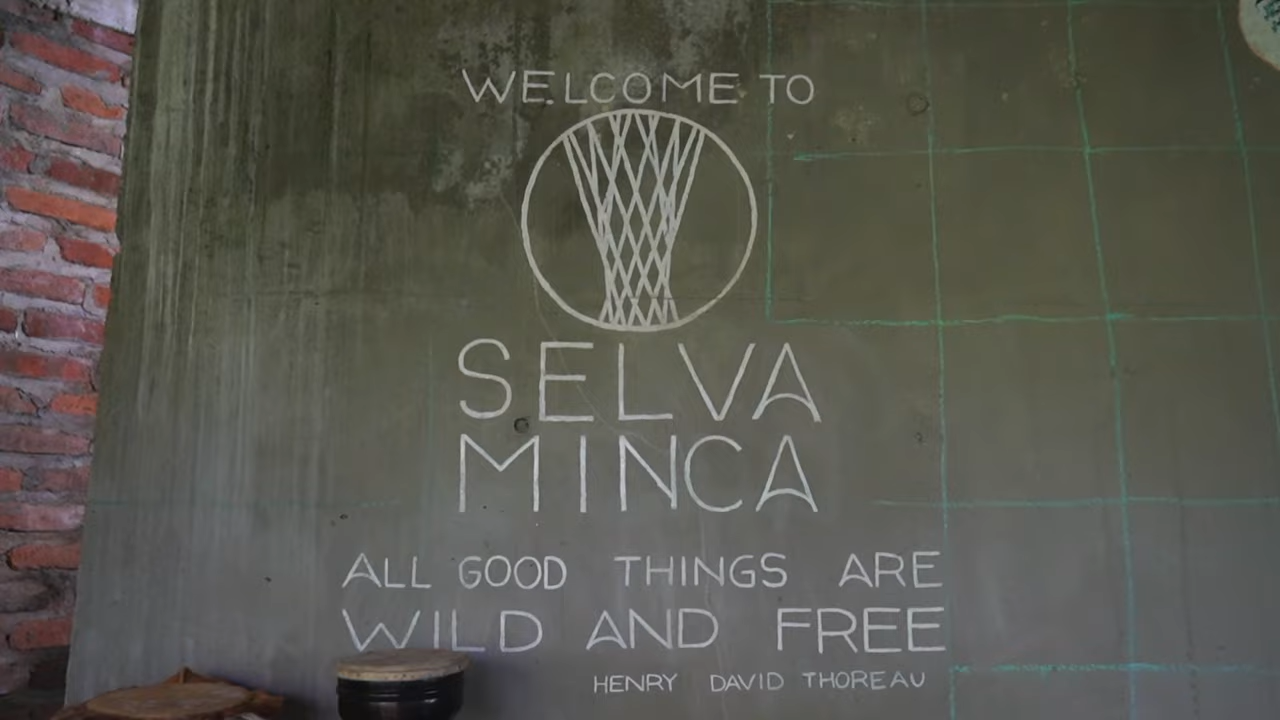 WELCOME TO
SELVA
MINCA
ALL GOOD THINGS ARE
WILD AND FREE
HENRY DAVID THOREAU